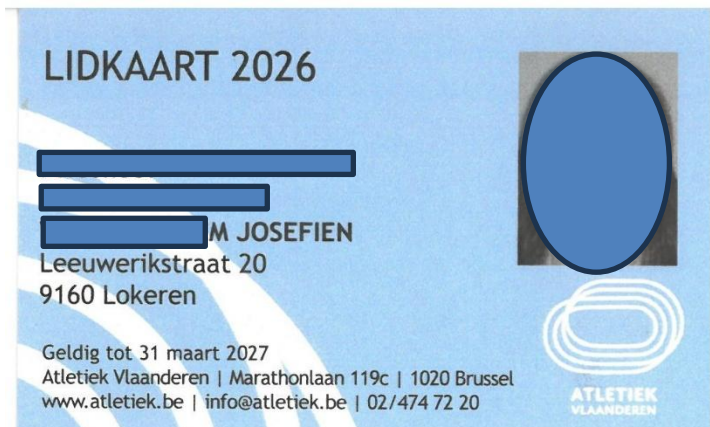 LIDKAART 2026
M JOSEFIEN
Leeuwerikstraat 20
9160 Lokeren
Geldig tot 31 maart 2027
Atletiek Vlaanderen | Marathonlaan 119c | 1020 Brussel
www.atletiek.be | info@atletiek.be | 02/474 72 20
ATLETIEK
VLAANDEREN